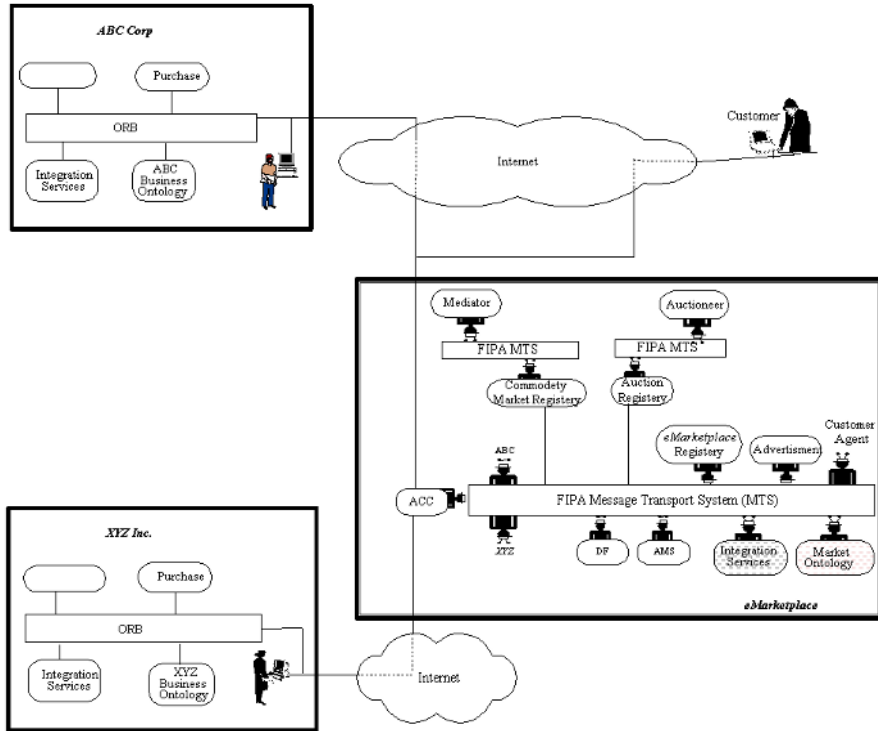 ABC Corp
Purchase
ORB
Integration
Services
ABC
Business
Ontology
Internet
Customer
Mediator
Auctioneer
FIPA MTS
FIPA MTS
Commodety
Market Registery
Auction
Registery
Customer
Agent
eMarketplace
Registery
Advertisment
ABC
ACC
FIPA Message Transport System (MTS)
XYZ
DF
AMS
Integration
Services
Market
Ontology
eMarketplace
XYZ Inc.
Purchase
ORB
Integration
Services
XYZ
Business
Ontology
Internet